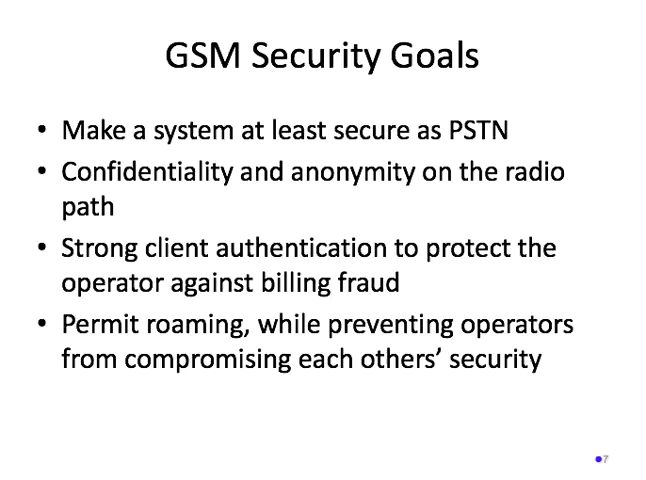 GSM Security Goals
• Make a system at least secure as PSTN
• Confidentiality and anonymity on the radio
path
• Strong client authentication to protect the
operator against billing fraud
• Permit roaming, while preventing operators
from compromising each others’ security
•7